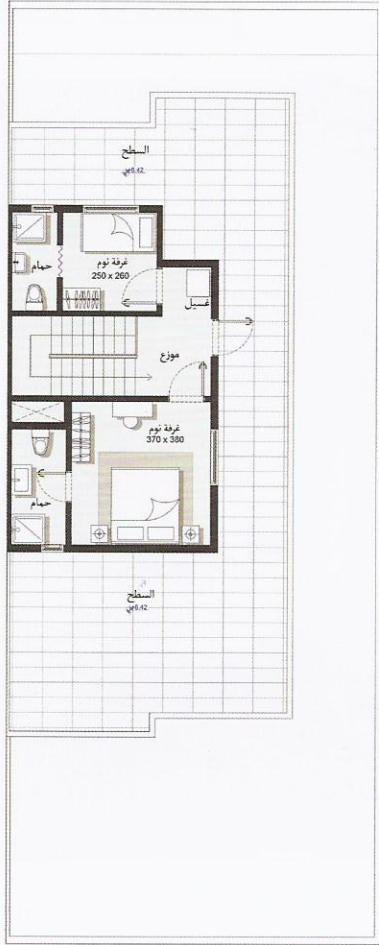 السطح
غرفة نوم
250 x 260
حمام
غسيل
موزع
غرفة نوم
370 x 380
حمام
السطح